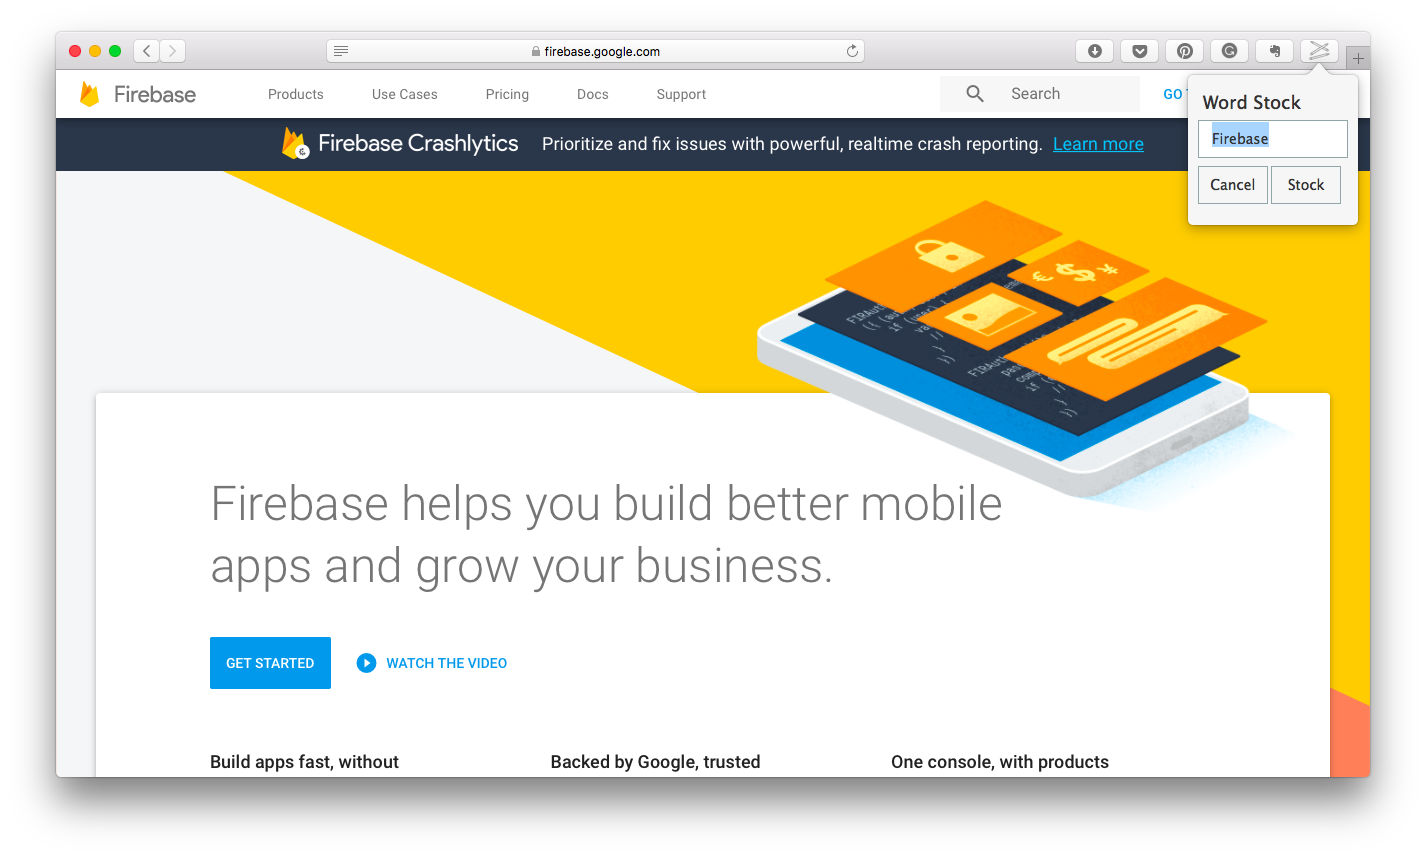 firebase.google.com
Firebase
Products
Use Cases
Pricing
Docs
Support
Search
GO
Word Stock
Firebase
Cancel
Stock
Firebase Crashlytics
Prioritize and fix issues with powerful, realtime crash reporting. Learn more
Firebase helps you build better mobile
apps and grow your business.
GET STARTED
WATCH THE VIDEO
Build apps fast, without
Backed by Google, trusted
One console, with products